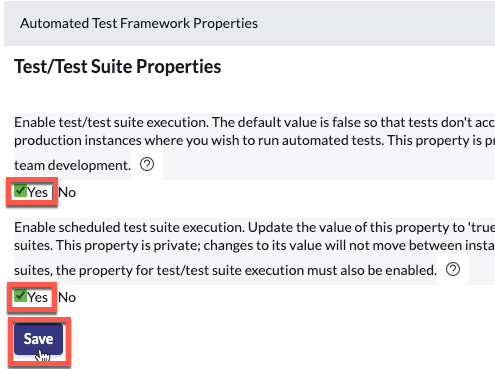 Automated Test Framework Properties
Test/Test Suite Properties
Enable test/test suite execution. The default value is false so that tests don't acc
production instances where you wish to run automated tests. This property is pr
team development.
Yes No
Enable scheduled test suite execution. Update the value of this property to 'true
suites. This property is private; changes to its value will not move between insta
suites, the property for test/test suite execution must also be enabled.
Yes No
Save